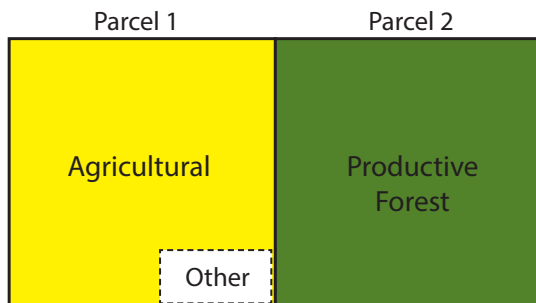 Parcel 1
Parcel 2
Agricultural
Productive
Forest
Other